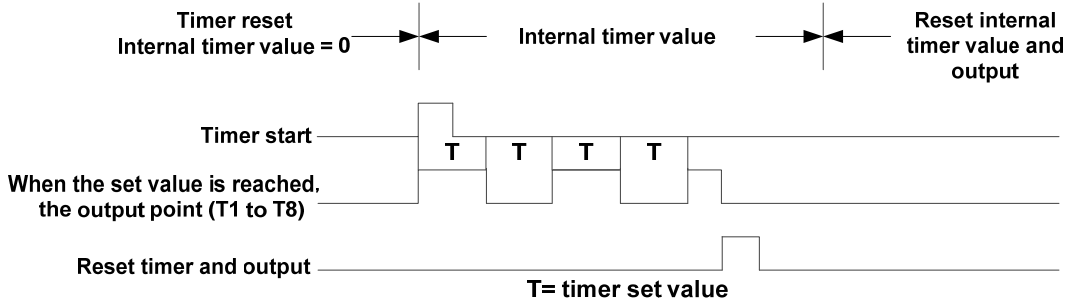 Timer reset
Internal timer value = 0
Internal timer value
Reset internal
timer value and
output
Timer start
T T T T
When the set value is reached,
the output point (T1 to T8)
Reset timer and output
T= timer set value